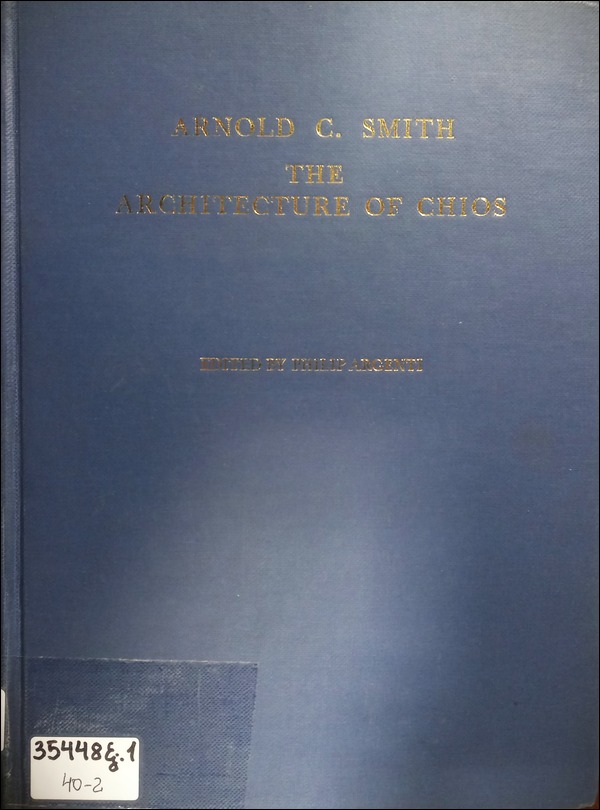 ARNOLD C. SMITH
THE
ARCHITECTURE OF CHIOS
EDITED BY PHILIP ARGENTI
35448ξ.1
40-2